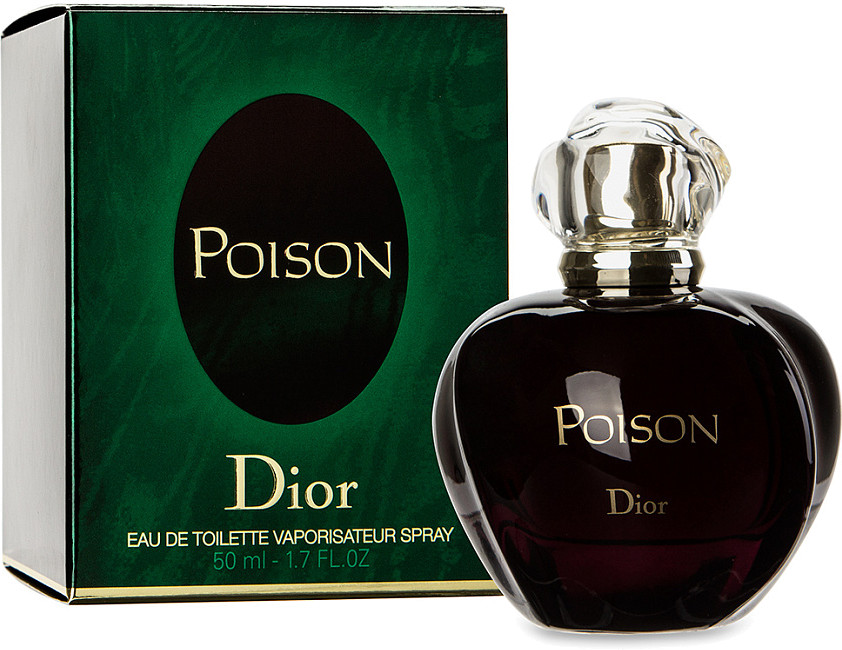 POISON
Dior
EAU DE TOILETTE VAPORISATEUR SPRAY
50 ml - 1.7 FL.OZ
POISON
Dior